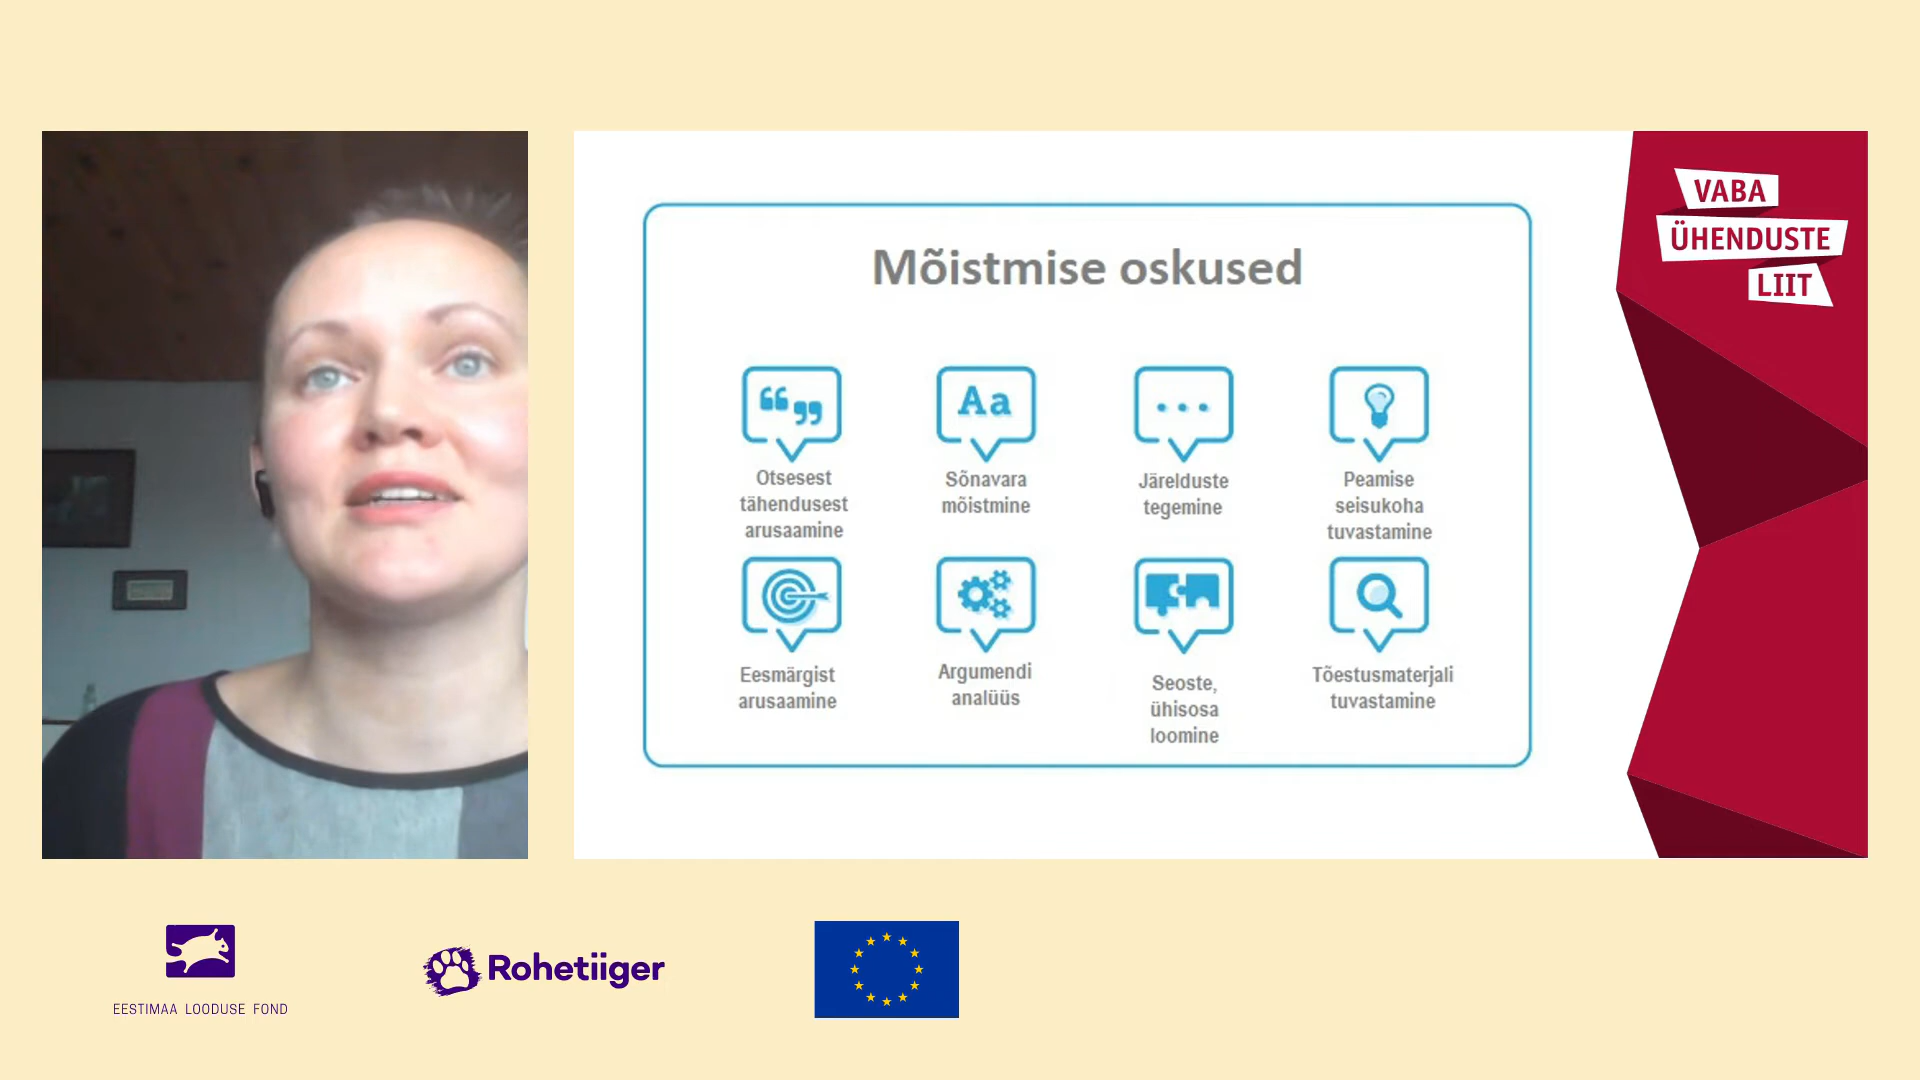 VABA
ÜHENDUSTE
LIIT
Mõistmise oskused
Aa
Otsesest
tähendusest
arusaamine
Sõnavara
mõistmine
Järelduste
tegemine
Peamise
seisukoha
tuvastamine
Eesmärgist
arusaamine
Argumendi
analüüs
Seoste,
ühisosa
loomine
Tõestusmaterjali
tuvastamine
EESTIMAA LOODUSE FOND
Rohetiiger